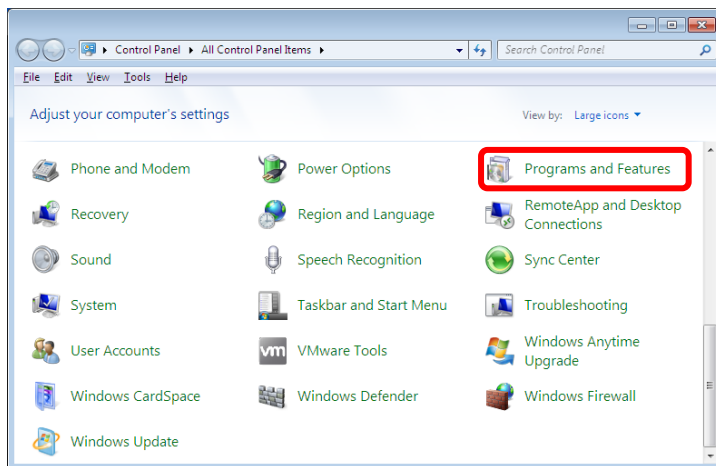 Control Panel ▸ All Control Panel Items ▸ Search Control Panel
File Edit View Tools Help
Adjust your computer's settings View by: Large icons
Phone and Modem Power Options Programs and Features
Recovery Region and Language RemoteApp and Desktop
Connections
Sound Speech Recognition Sync Center
System Taskbar and Start Menu Troubleshooting
User Accounts vm VMware Tools Windows Anytime
Upgrade
Windows CardSpace Windows Defender Windows Firewall
Windows Update